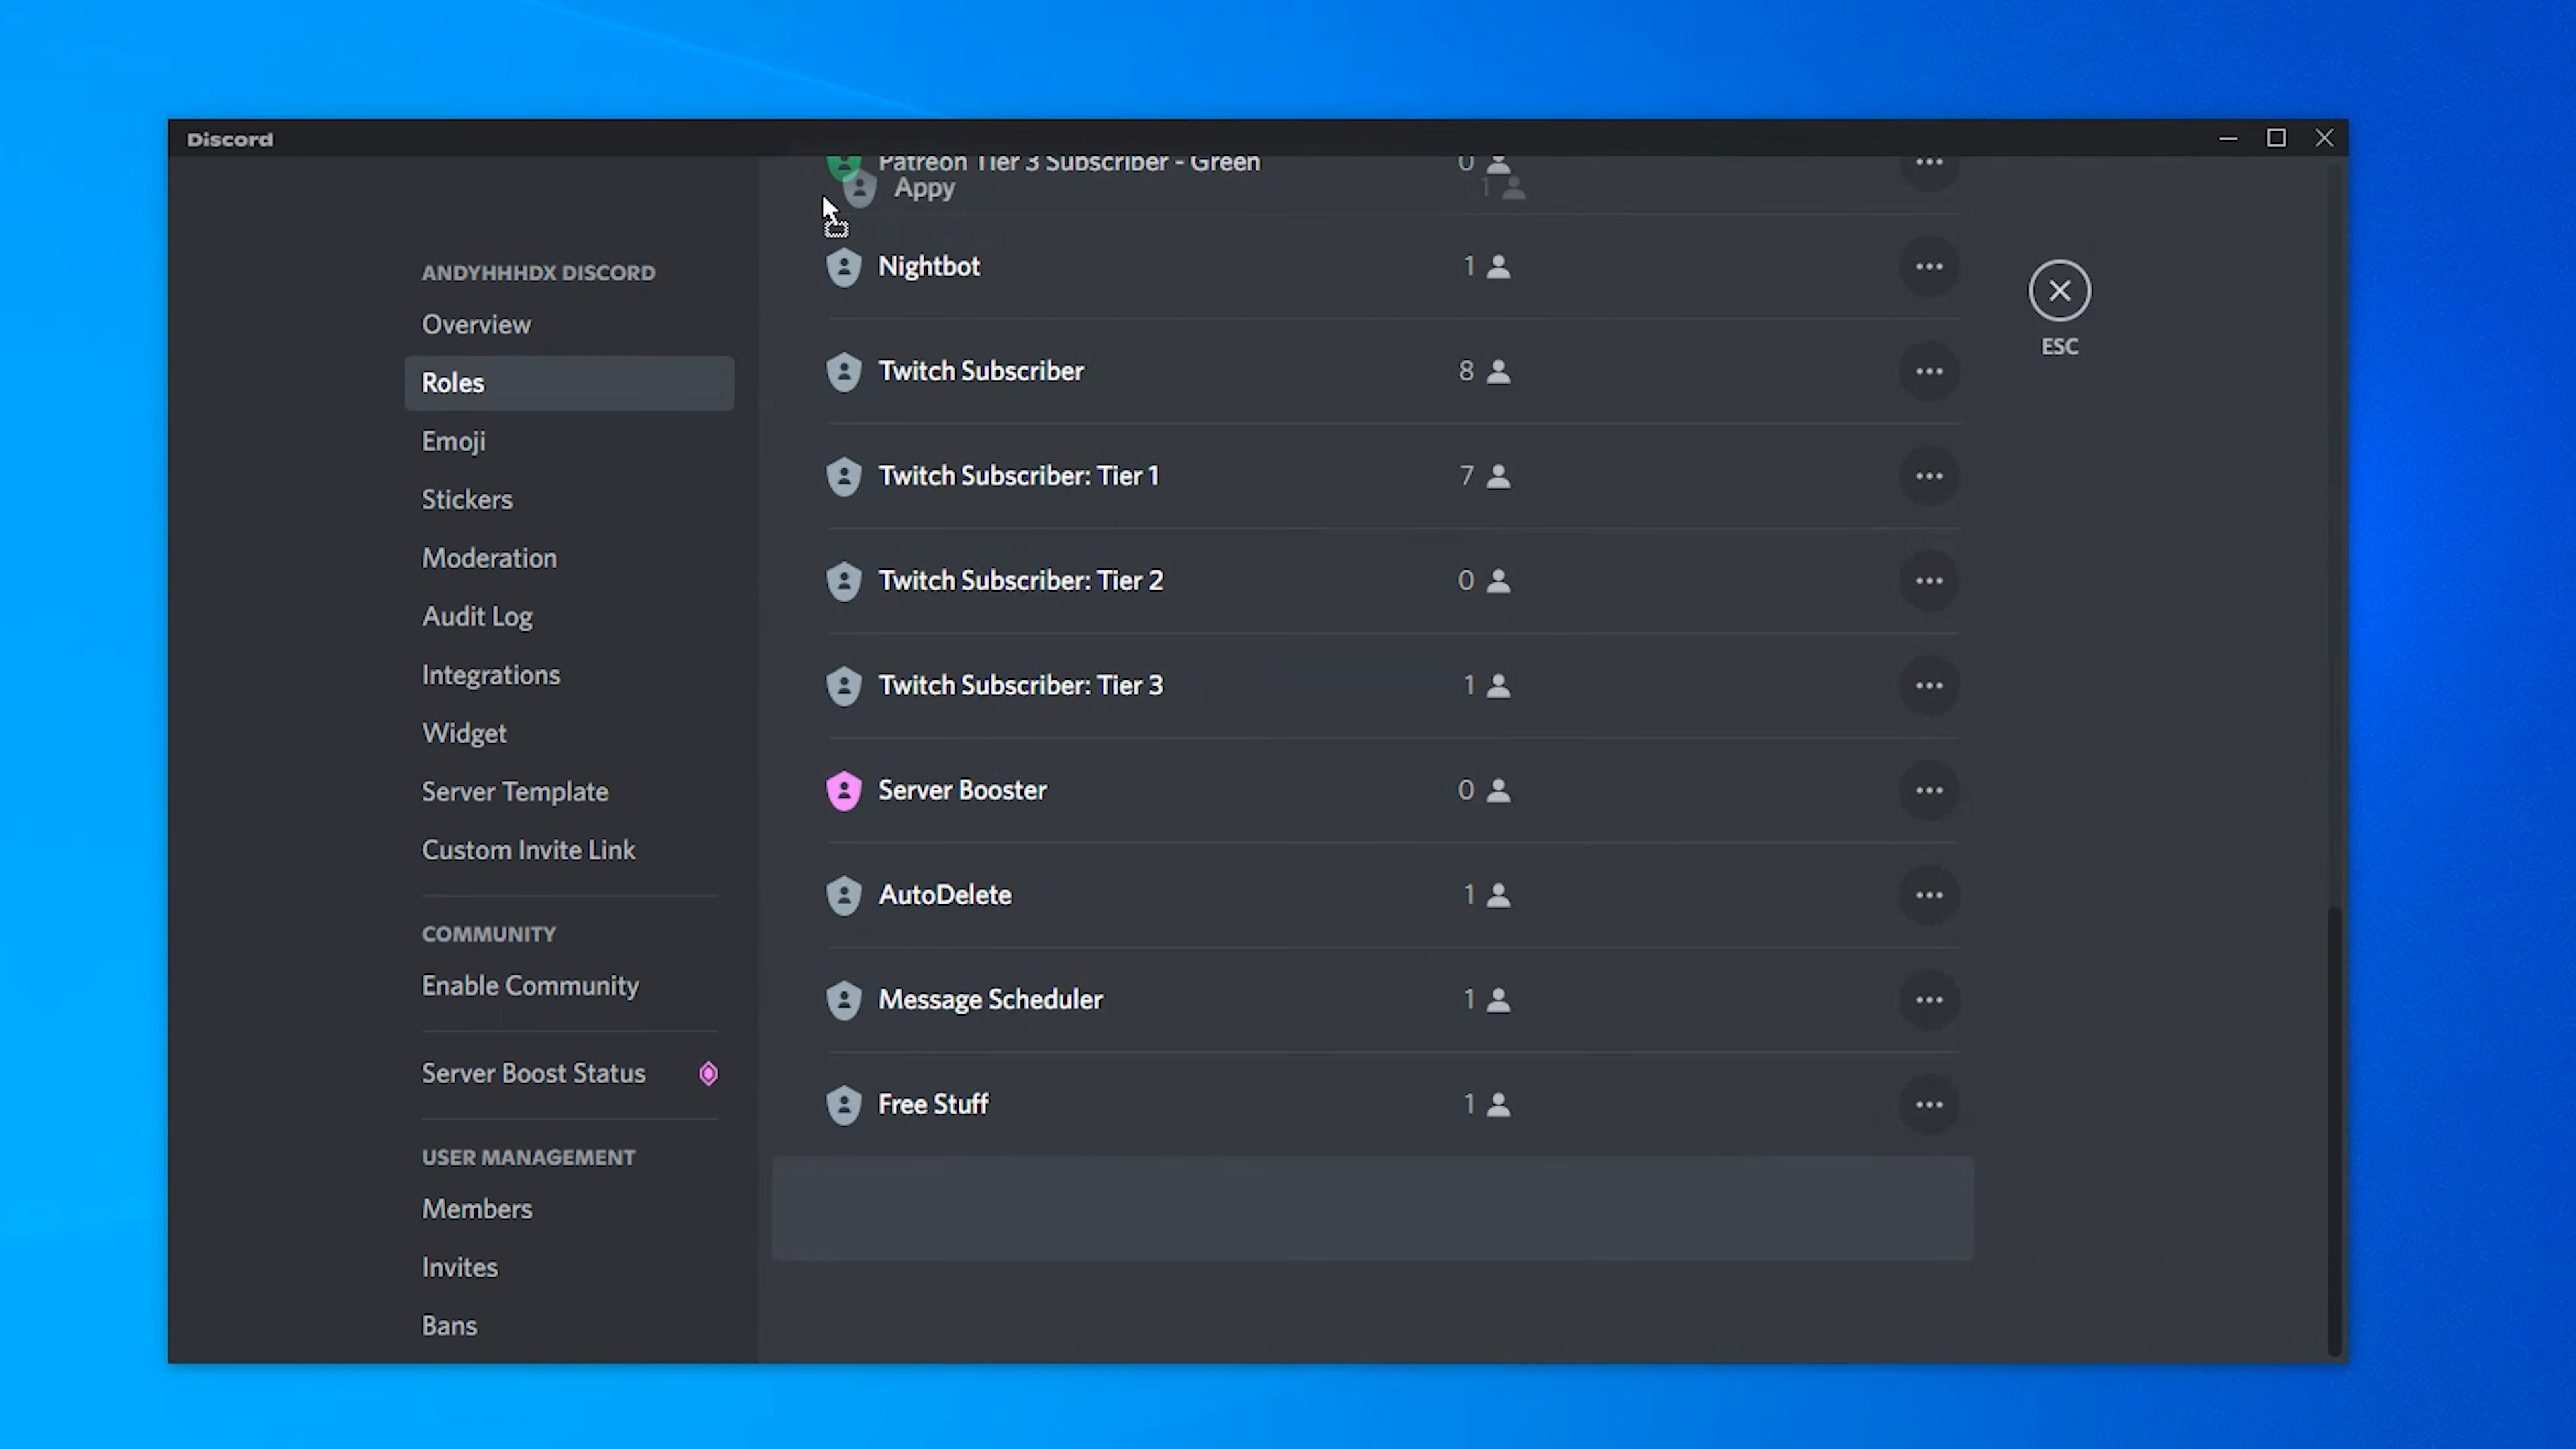 Discord
ANDYHHHDX DISCORD
Overview
Roles
Emoji
Stickers
Moderation
Audit Log
Integrations
Widget
Server Template
Custom Invite Link
COMMUNITY
Enable Community
Server Boost Status
USER MANAGEMENT
Members
Invites
Bans
Patreon Tier 3 Subscriber - Green 0
Appy 1
Nightbot 1
Twitch Subscriber 8
Twitch Subscriber: Tier 1 7
Twitch Subscriber: Tier 2 0
Twitch Subscriber: Tier 3 1
Server Booster 0
AutoDelete 1
Message Scheduler 1
Free Stuff 1
ESC